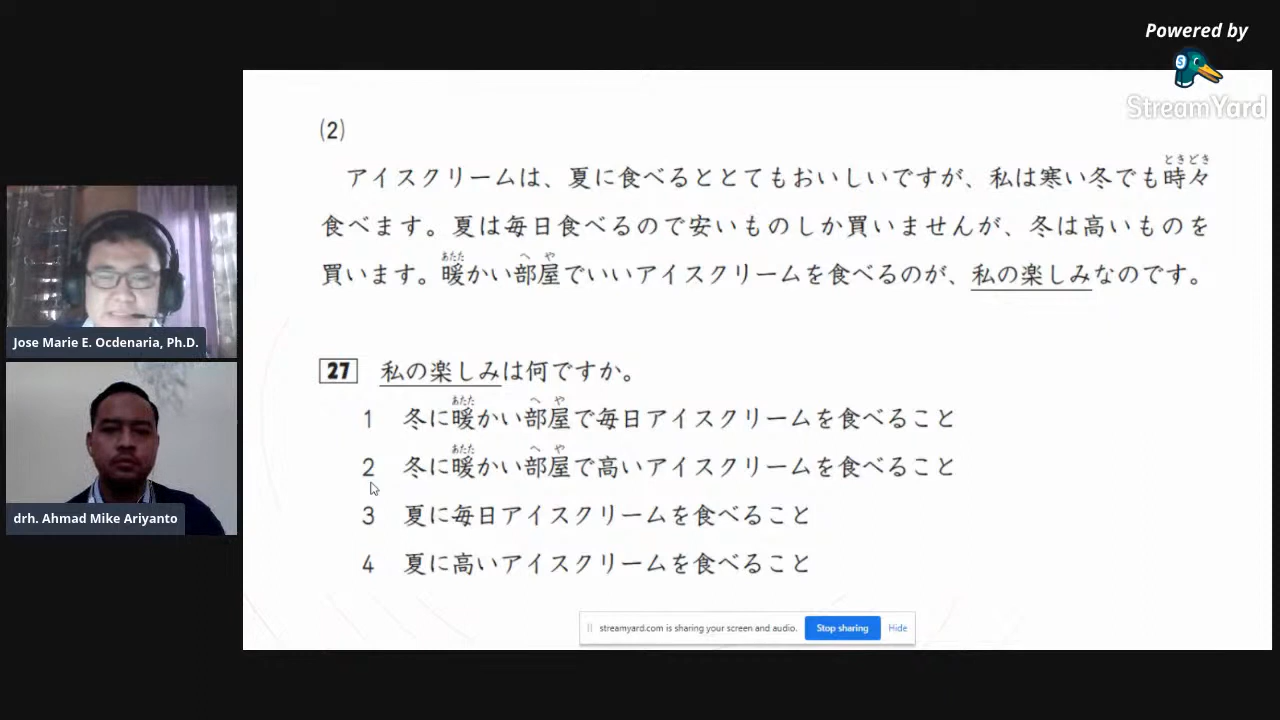 Powered by
StreamYard
(2)
ときどき
アイスクリームは、夏に食べるととてもおいしいですが、私は寒い冬でも時々
食べます。夏は毎日食べるので安いものしか買いませんが、冬は高いものを
あたた へや
買います。暖かい部屋でいいアイスクリームを食べるのが、私の楽しみなのです。
27 私の楽しみは何ですか。
あたた へや
1 冬に暖かい部屋で毎日アイスクリームを食べること
あたた へや
2 冬に暖かい部屋で高いアイスクリームを食べること
3 夏に毎日アイスクリームを食べること
4 夏に高いアイスクリームを食べること
Jose Marie E. Ocdenaria, Ph.D.
drh. Ahmad Mike Ariyanto
streamyard.com is sharing your screen and audio. Stop sharing Hide